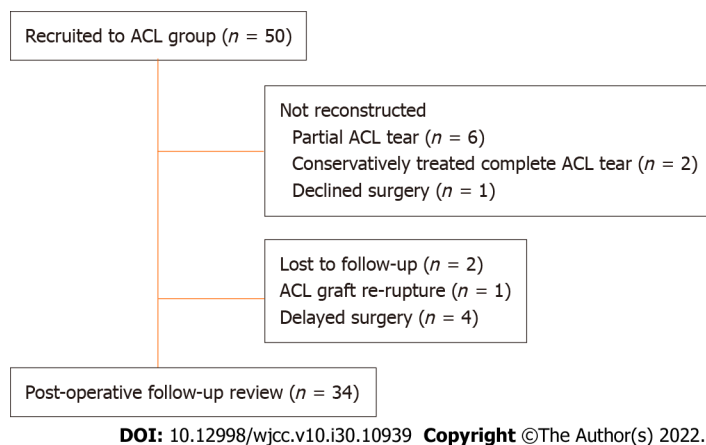 Recruited to ACL group (n = 50)
Not reconstructed
Partial ACL tear (n = 6)
Conservatively treated complete ACL tear (n = 2)
Declined surgery (n = 1)
Lost to follow-up (n = 2)
ACL graft re-rupture (n = 1)
Delayed surgery (n = 4)
Post-operative follow-up review (n = 34)
DOI: 10.12998/wjcc.v10.i30.10939 Copyright ©The Author(s) 2022.